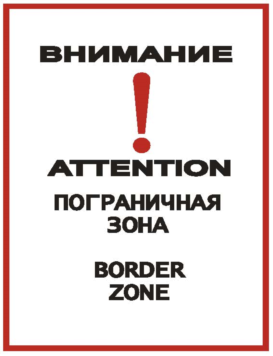 ВНИМАНИЕ
!
ATTENTION
ПОГРАНИЧНАЯ
ЗОНА
BORDER
ZONE